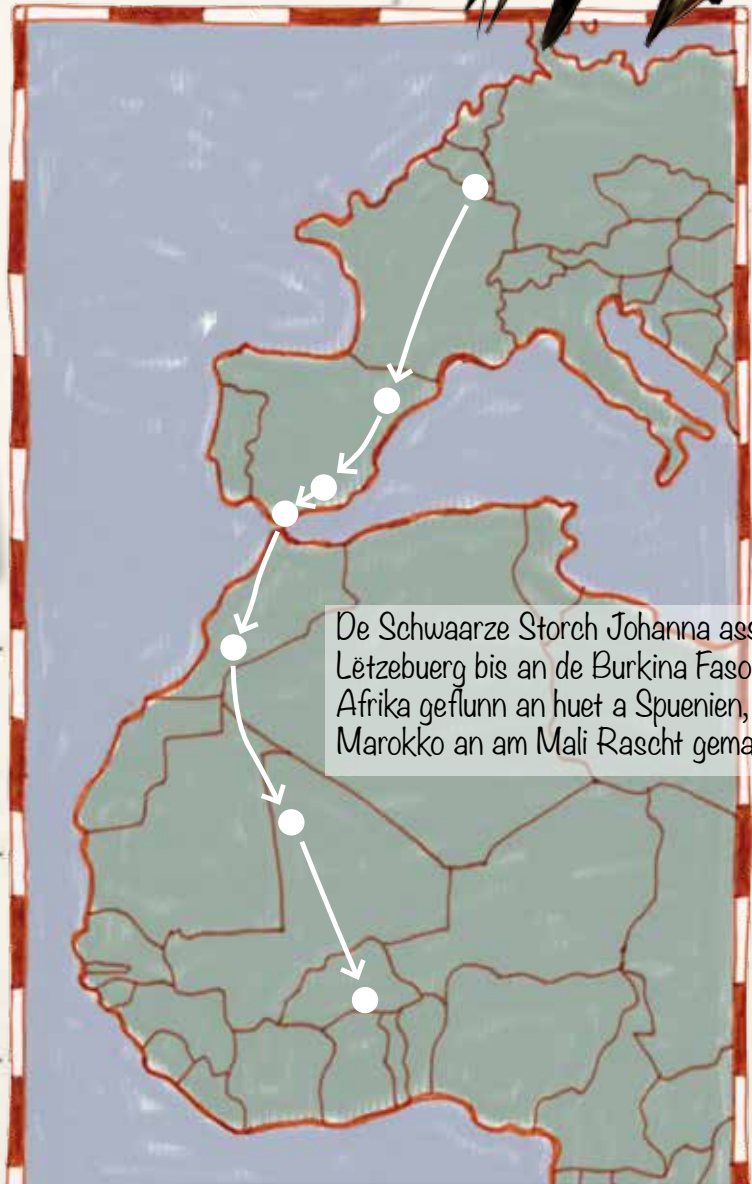 De Schwaarze Storch Johanna ass
Lëtzebuerg bis an de Burkina Faso
Afrika geflunn an huet a Spuenien,
Marokko an am Mali Rascht gema